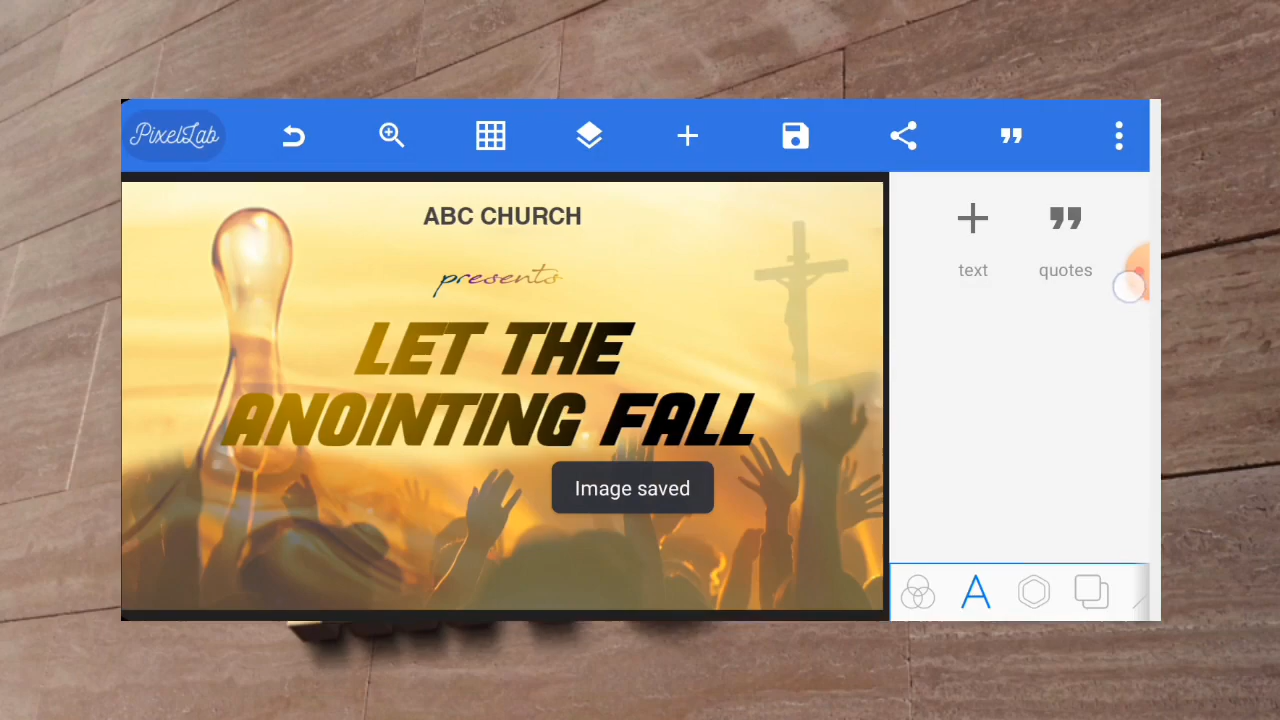 PixelLab
ABC CHURCH
presents
LET THE
ANOINTING FALL
Image saved
text
quotes